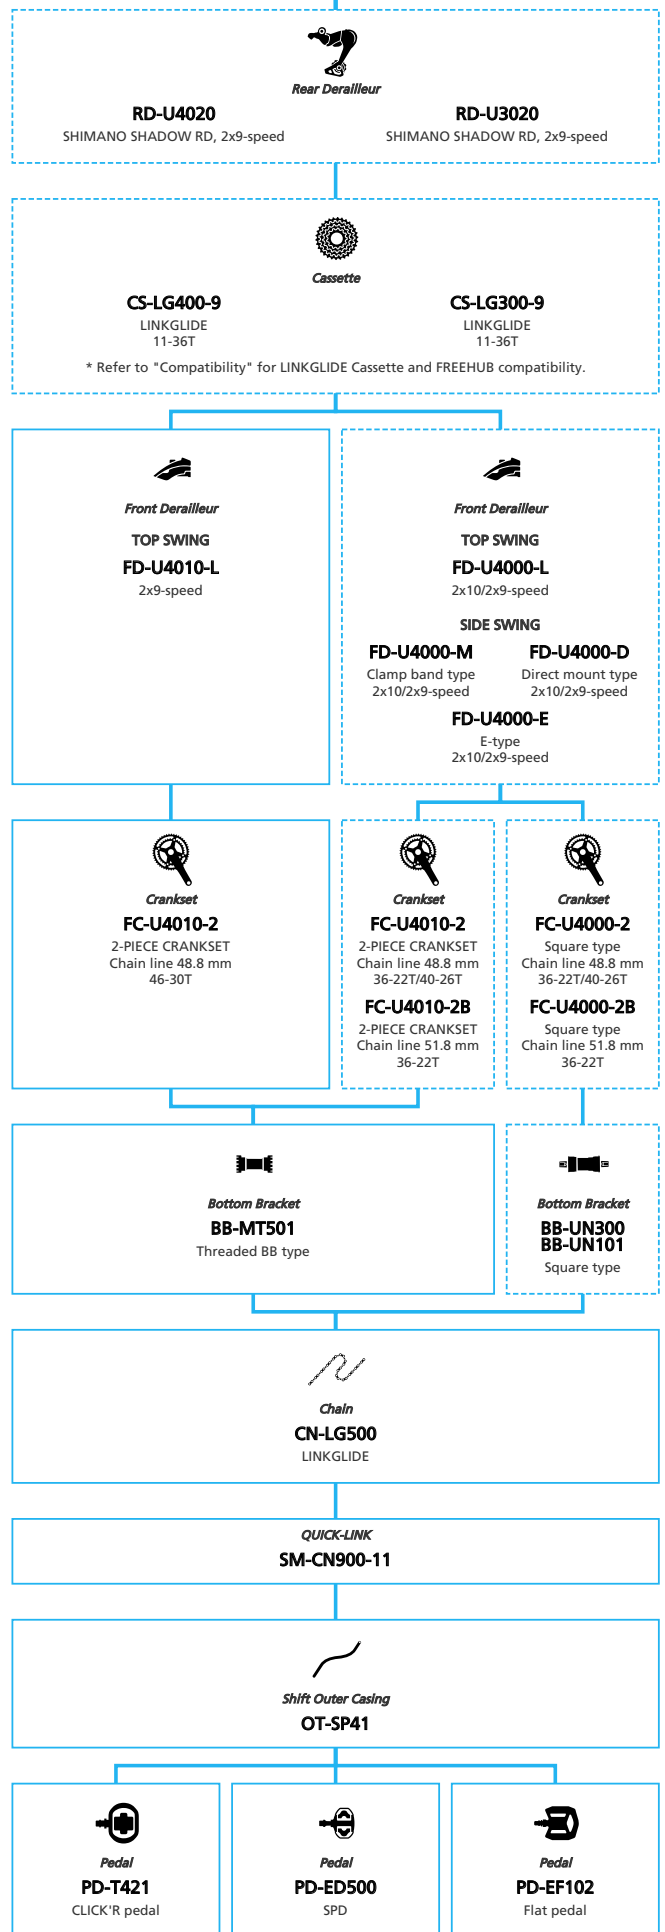 Rear Derailleur
RD-U4020
SHIMANO SHADOW RD, 2x9-speed
RD-U3020
SHIMANO SHADOW RD, 2x9-speed
Cassette
CS-LG400-9
LINKGLIDE
11-36T
CS-LG300-9
LINKGLIDE
11-36T
* Refer to "Compatibility" for LINKGLIDE Cassette and FREEHUB compatibility.
Front Derailleur
TOP SWING
FD-U4010-L
2x9-speed
Front Derailleur
TOP SWING
FD-U4000-L
2x10/2x9-speed
SIDE SWING
FD-U4000-M
Clamp band type
2x10/2x9-speed
FD-U4000-D
Direct mount type
2x10/2x9-speed
FD-U4000-E
E-type
2x10/2x9-speed
Crankset
FC-U4010-2
2-PIECE CRANKSET
Chain line 48.8 mm
46-30T
Crankset
FC-U4010-2
2-PIECE CRANKSET
Chain line 48.8 mm
36-22T/40-26T
FC-U4010-2B
2-PIECE CRANKSET
Chain line 51.8 mm
36-22T
Crankset
FC-U4000-2
Square type
Chain line 48.8 mm
36-22T/40-26T
FC-U4000-2B
Square type
Chain line 51.8 mm
36-22T
Bottom Bracket
BB-MT501
Threaded BB type
Bottom Bracket
BB-UN300
BB-UN101
Square type
Chain
CN-LG500
LINKGLIDE
QUICK-LINK
SM-CN900-11
Shift Outer Casing
OT-SP41
Pedal
PD-T421
CLICK'R pedal
Pedal
PD-ED500
SPD
Pedal
PD-EF102
Flat pedal